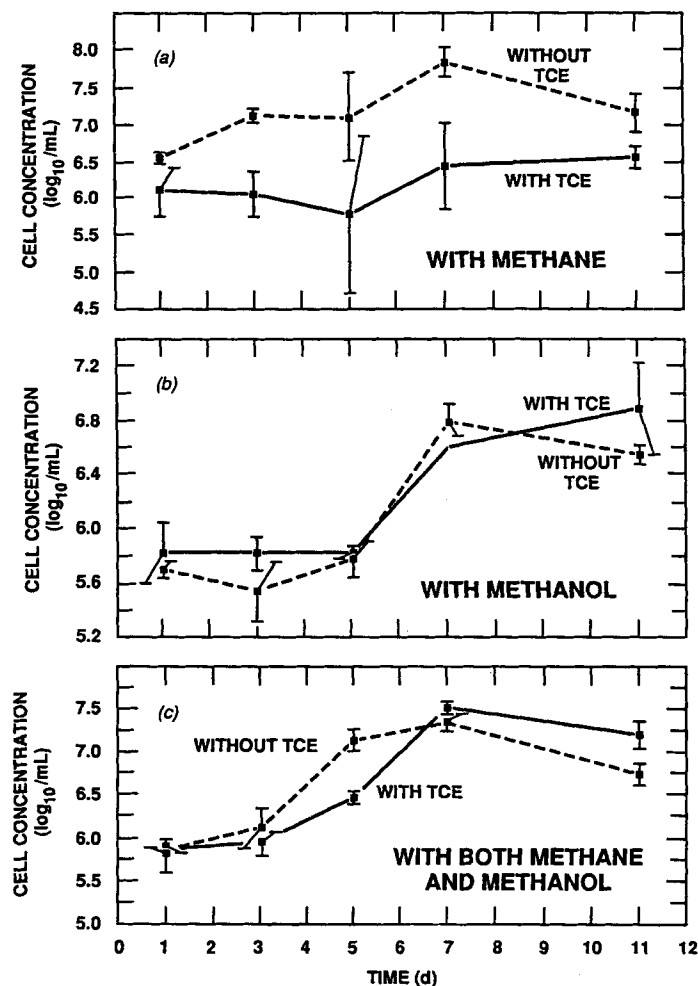 (a)
8.0
7.5
7.0
6.5
6.0
5.5
5.0
4.5
CELL CONCENTRATION
(log10/mL)
WITHOUT
TCE
WITH TCE
WITH METHANE
(b)
7.2
6.8
6.4
6.0
5.6
5.2
CELL CONCENTRATION
(log10/mL)
WITH TCE
WITHOUT
TCE
WITH METHANOL
(c)
7.5
7.0
6.5
6.0
5.5
5.0
CELL CONCENTRATION
(log10/mL)
WITHOUT TCE
WITH TCE
WITH BOTH METHANE
AND METHANOL
0 1 2 3 4 5 6 7 8 9 10 11 12
TIME (d)